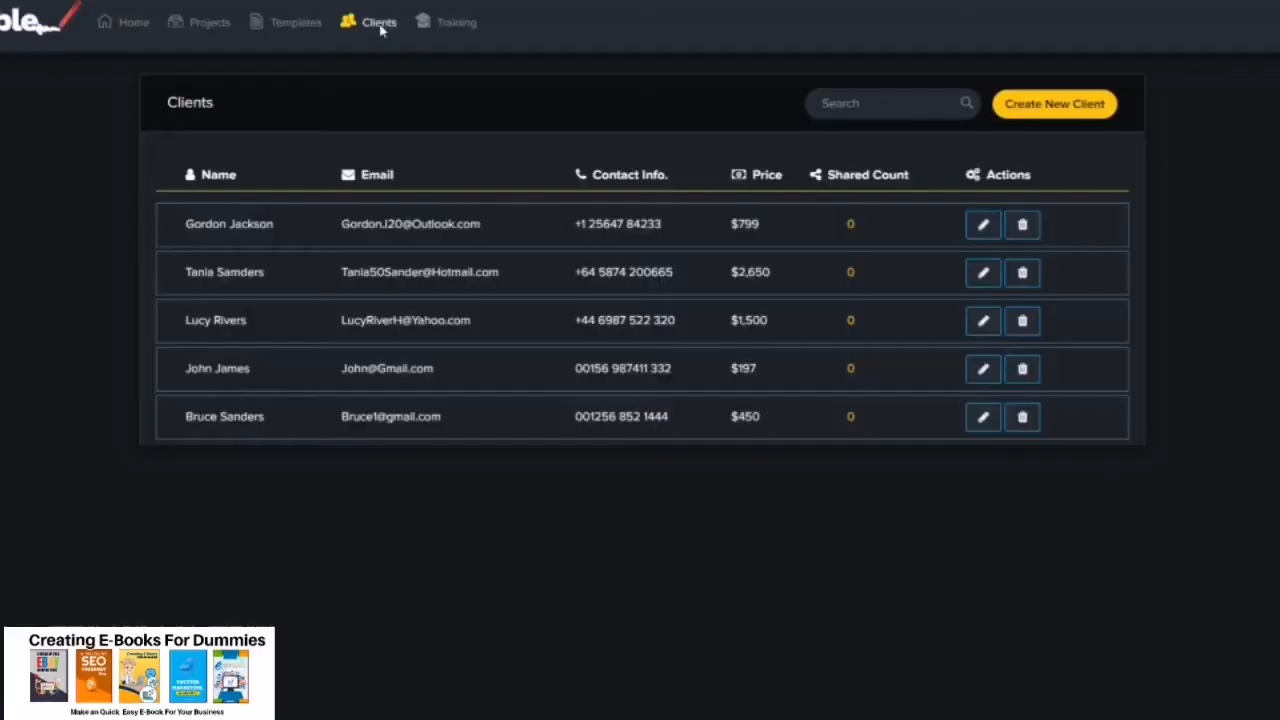 ble
Home Projects Templates Clients Training
Clients Search Create New Client
Name Email Contact Info. Price Shared Count Actions
Gordon Jackson GordonJ20@Outlook.com +1 25647 84233 $799 0
Tania Samders Tania50Sander@Hotmail.com +64 5874 200665 $2,650 0
Lucy Rivers LucyRiverH@Yahoo.com +44 6987 522 320 $1,500 0
John James John@Gmail.com 00156 987411 332 $197 0
Bruce Sanders Bruce1@gmail.com 001256 852 1444 $450 0
Creating E-Books For Dummies
SEO
TWITTER
MARKETING
Make an Quick, Easy E-Book For Your Business